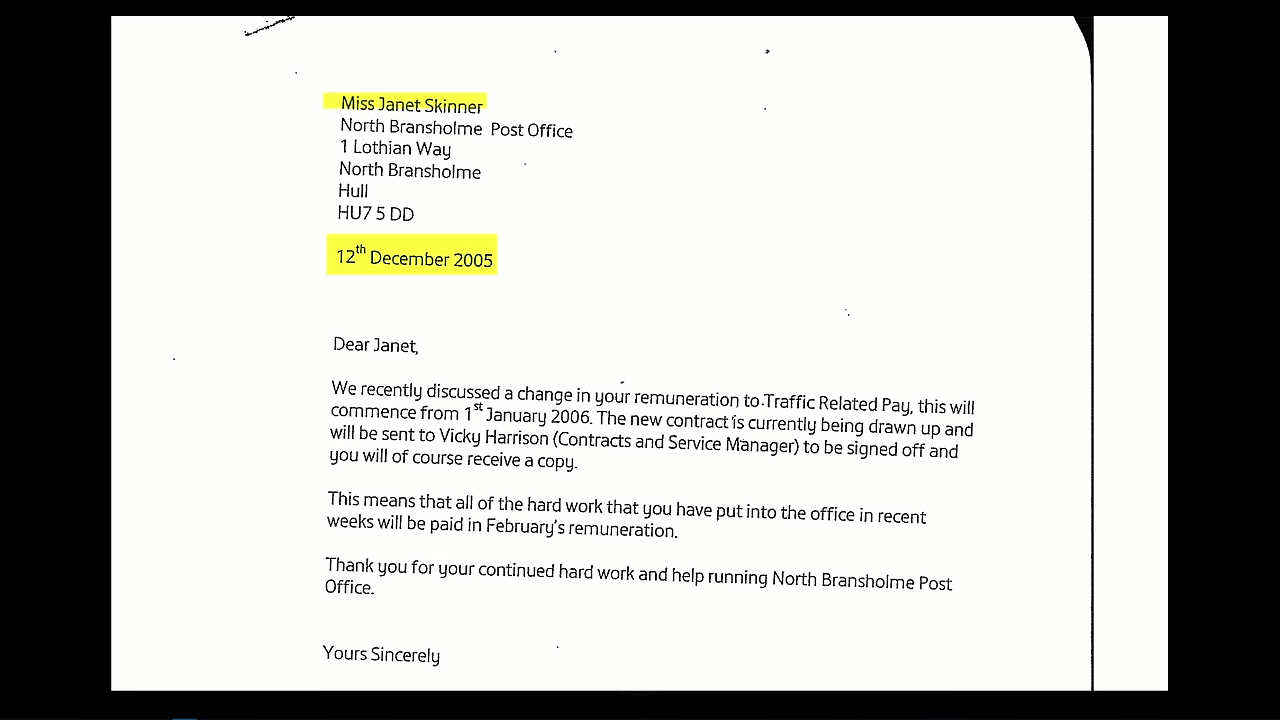 Miss Janet Skinner
North Bransholme Post Office
1 Lothian Way
North Bransholme
Hull
HU7 5 DD
12th December 2005
Dear Janet,
We recently discussed a change in your remuneration to Traffic Related Pay, this will
commence from 1st January 2006. The new contract is currently being drawn up and
will be sent to Vicky Harrison (Contracts and Service Manager) to be signed off and
you will of course receive a copy.
This means that all of the hard work that you have put into the office in recent
weeks will be paid in February's remuneration.
Thank you for your continued hard work and help running North Bransholme Post
Office.
Yours Sincerely